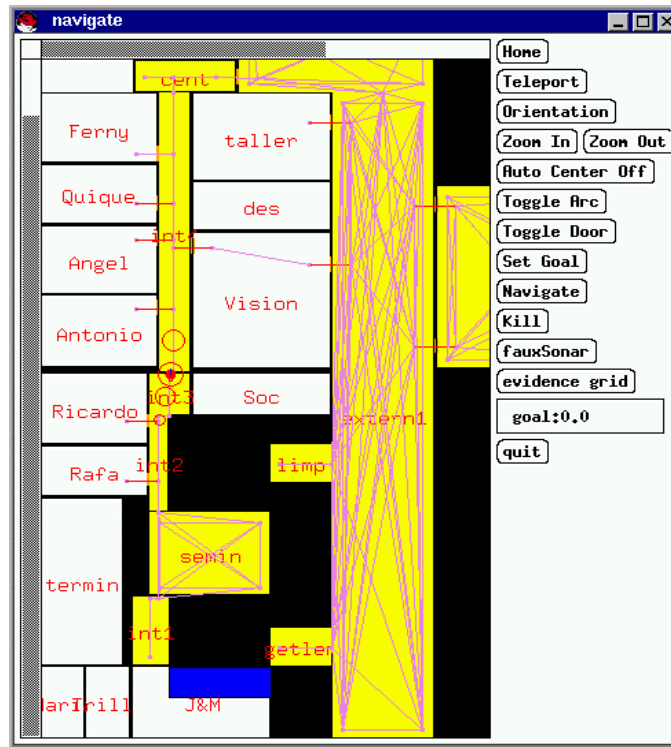 navigate
Home
Teleport
Orientation
Zoom In Zoom Out
Auto Center Off
Toggle Arc
Toggle Door
Set Goal
Navigate
Kill
fauxSonar
evidence grid
goal:0.0
quit
cent
Ferny
taller
Quique
des
Angel
Vision
Antonio
int3
Soc
Ricardo
extern1
int2
limp
Rafa
semin
termin
int1
J&M